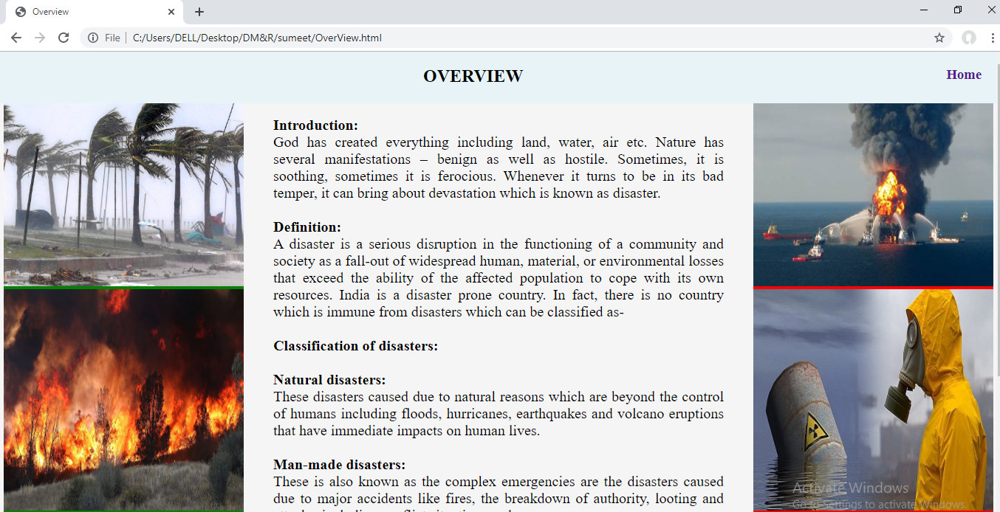 Overview
File
C:/Users/DELL/Desktop/DM&R/sumeet/OverView.html
OVERVIEW
Home
Introduction:
God has created everything including land, water, air etc. Nature has
several manifestations – benign as well as hostile. Sometimes, it is
soothing, sometimes it is ferocious. Whenever it turns to be in its bad
temper, it can bring about devastation which is known as disaster.
Definition:
A disaster is a serious disruption in the functioning of a community and
society as a fall-out of widespread human, material, or environmental losses
that exceed the ability of the affected population to cope with its own
resources. India is a disaster prone country. In fact, there is no country
which is immune from disasters which can be classified as-
Classification of disasters:
Natural disasters:
These disasters caused due to natural reasons which are beyond the control
of humans including floods, hurricanes, earthquakes and volcano eruptions
that have immediate impacts on human lives.
Man-made disasters:
These is also known as the complex emergencies are the disasters caused
due to major accidents like fires, the breakdown of authority, looting and
Activate Windows
Go to Settings to activate Windows.